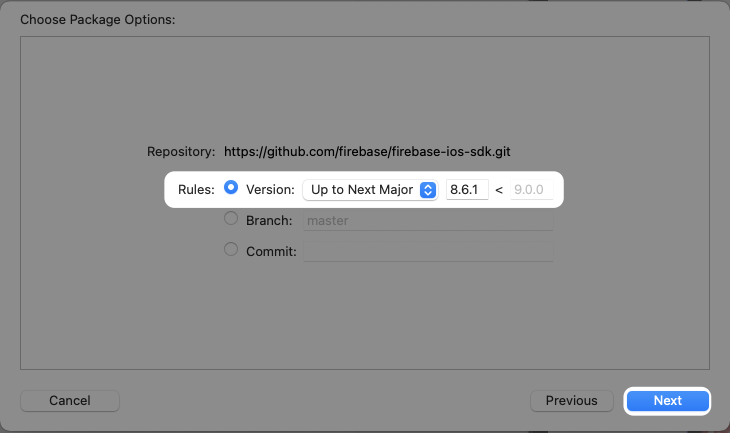 Choose Package Options:
Repository: https://github.com/firebase/firebase-ios-sdk.git
Rules: Version: Up to Next Major 8.6.1 < 9.0.0
Branch: master
Commit:
Cancel Previous Next